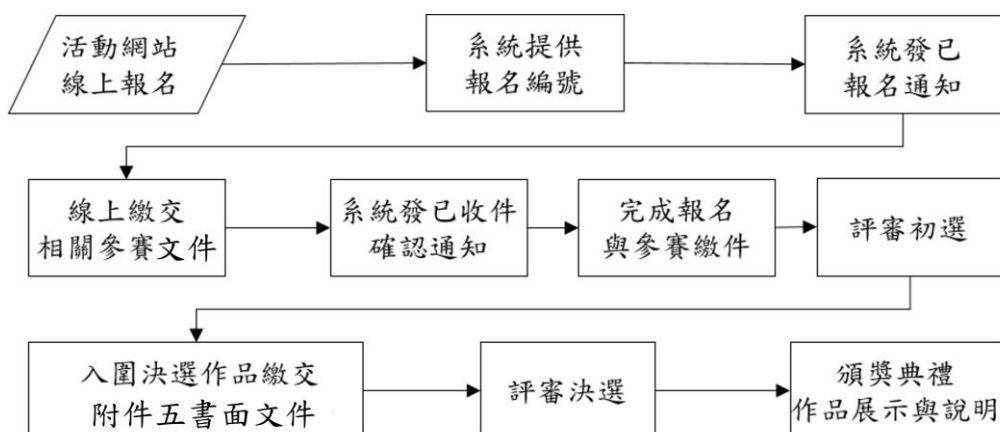 活動網站
線上報名
系統提供
報名編號
系統發已
報名通知
線上繳交
相關參賽文件
系統發已收件
確認通知
完成報名
與參賽繳件
評審初選
入圍決選作品繳交
附件五書面文件
評審決選
頒獎典禮
作品展示與說明